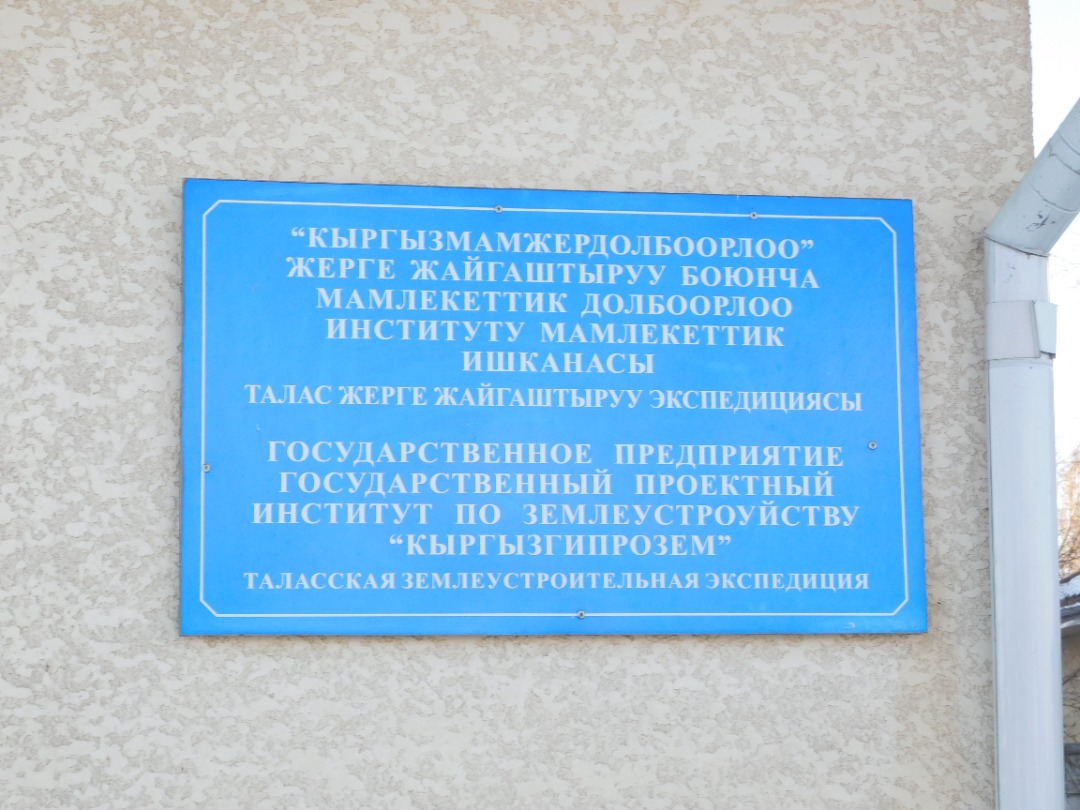 “КЫРГЫЗМАМЖЕРДОЛБООРЛОО”
ЖЕРГЕ ЖАЙГАШТЫРУУ БОЮНЧА
МАМЛЕКЕТТИК ДОЛБООРЛОО
ИНСТИТУТУ МАМЛЕКЕТТИК
ИШКАНАСЫ
ТАЛАС ЖЕРГЕ ЖАЙГАШТЫРУУ ЭКСПЕДИЦИЯСЫ
ГОСУДАРСТВЕННОЕ ПРЕДПРИЯТИЕ
ГОСУДАРСТВЕННЫЙ ПРОЕКТНЫЙ
ИНСТИТУТ ПО ЗЕМЛЕУСТРОУЙСТВУ
“КЫРГЫЗГИПРОЗЕМ”
ТАЛАССКАЯ ЗЕМЛЕУСТРОИТЕЛЬНАЯ ЭКСПЕДИЦИЯ